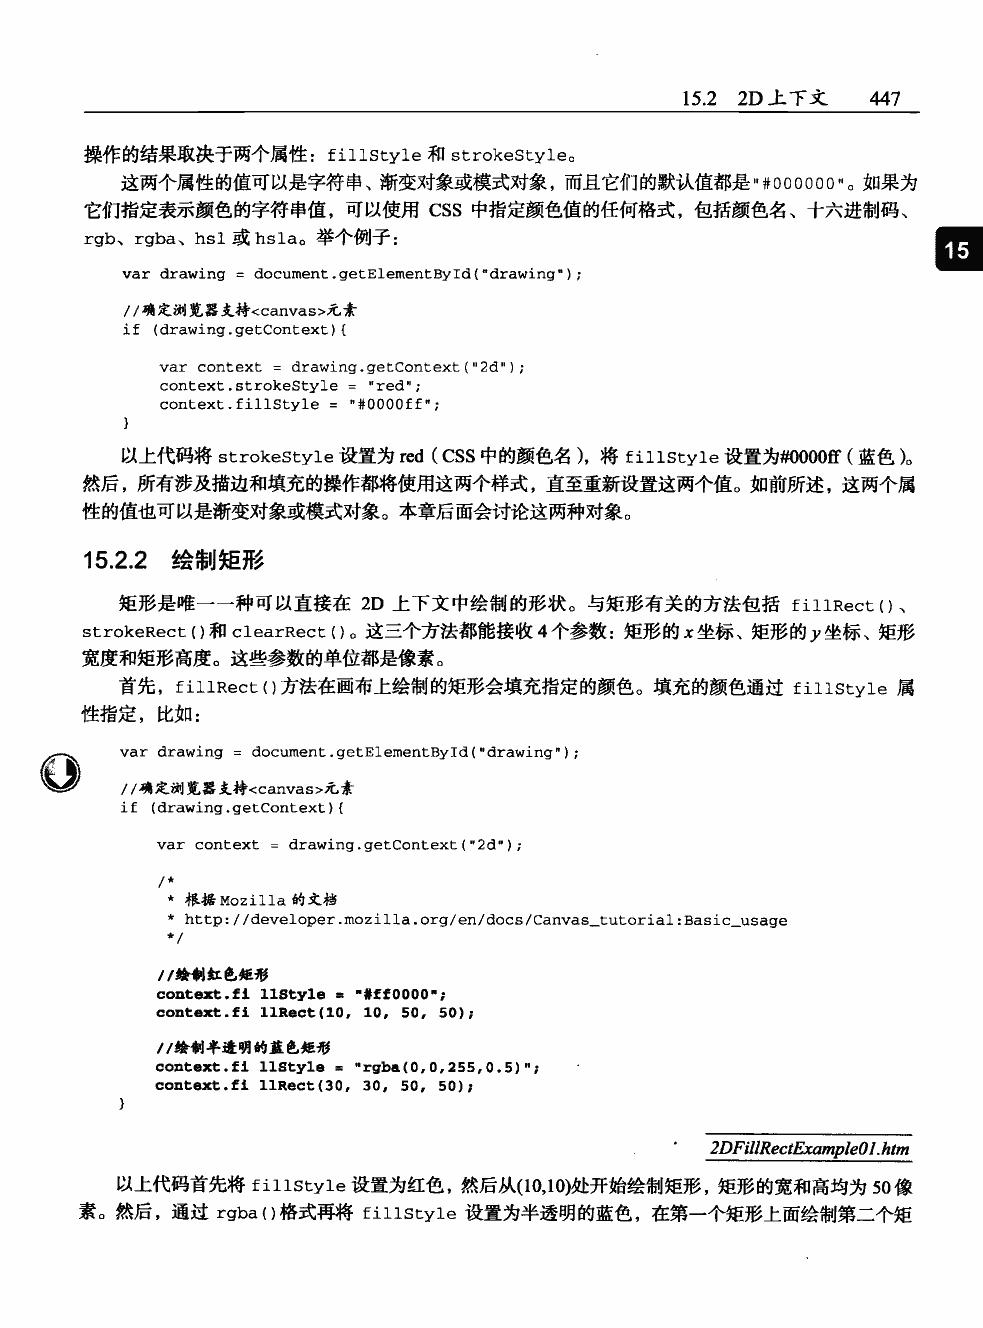 15.2 2D上下文 447
操作的结果取决于两个属性：fillStyle 和 strokeStyle。
这两个属性的值可以是字符串、渐变对象或模式对象，而且它们的默认值都是"#000000"。如果为
它们指定表示颜色的字符串值，可以使用 CSS 中指定颜色值的任何格式，包括颜色名、十六进制码、
rgb、rgba、hsl 或 hsla。举个例子：
15
var drawing = document.getElementById("drawing");
//确定浏览器支持<canvas>元素
if (drawing.getContext){
var context = drawing.getContext("2d");
context.strokeStyle = "red";
context.fillStyle = "#0000ff";
}
以上代码将 strokeStyle 设置为 red（CSS 中的颜色名），将 fillStyle 设置为#0000ff（蓝色）。
然后，所有涉及描边和填充的操作都将使用这两个样式，直至重新设置这两个值。如前所述，这两个属
性的值也可以是渐变对象或模式对象。本章后面会讨论这两种对象。
15.2.2 绘制矩形
矩形是唯一一种可以直接在 2D 上下文中绘制的形状。与矩形有关的方法包括 fillRect()、
strokeRect()和 clearRect()。这三个方法都能接收 4 个参数：矩形的 x 坐标、矩形的 y 坐标、矩形
宽度和矩形高度。这些参数的单位都是像素。
首先，fillRect()方法在画布上绘制的矩形会填充指定的颜色。填充的颜色通过 fillStyle 属
性指定，比如：
var drawing = document.getElementById("drawing");
//确定浏览器支持<canvas>元素
if (drawing.getContext){
var context = drawing.getContext("2d");
/*
* 根据 Mozilla 的文档
* http://developer.mozilla.org/en/docs/Canvas_tutorial:Basic_usage
*/
//绘制红色矩形
context.fi llStyle = "#ff0000";
context.fi llRect(10, 10, 50, 50);
//绘制半透明的蓝色矩形
context.fi llStyle = "rgba(0,0,255,0.5)";
context.fi llRect(30, 30, 50, 50);
}
2DFillRectExample01.htm
以上代码首先将 fillStyle 设置为红色，然后从(10,10)处开始绘制矩形，矩形的宽和高均为 50 像
素。然后，通过 rgba()格式再将 fillStyle 设置为半透明的蓝色，在第一个矩形上面绘制第二个矩